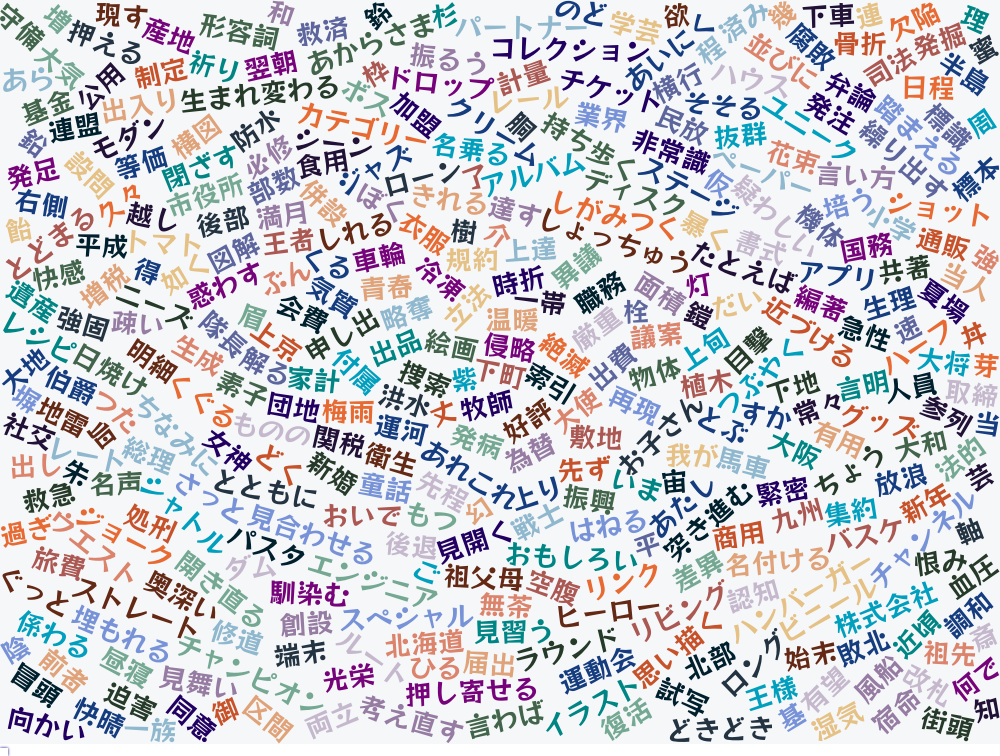 守備
増
現す
産地
形容詞
和
救済
鈴
あからさま
杉
パートナー
のど
学芸
欲
程
済み
幾
下車
連
欠陥
理
蜜
大気
押える
制定
祈り
翌朝
枠
振るう
コレクション
あいにく
並びに
腐敗
骨折
司法
発掘
半島
あら
公用
基金
出入り
生まれ変わる
ボス
ドロップ
計量
チケット
横行
ハウス
弁論
日程
連盟
モダン
構図
防水
カテゴリー
加盟
クリーム
レール
業界
民放
そそる
ユニーク
発注
踏まえる
標識
周
発足
設問
等価
閉ざす
必修
シーン
食用
ジャズ
名乗る
胴
持ち歩く
非常識
抜群
花束
言い方
繰り出す
標本
右側
久々
市役所
部数
併設
ローン
了
アルバム
ディスク
ステージ
仮
ペーパー
疑わしい
機体
培う
小学
ショット
飴
とどまる
越し
後部
満月
じほく
きれる
達す
しがみつく
暴く
書式
国務
通販
強
平成
トマト
図解
王者
しれる
衣服
樹
介
上達
しょっちゅう
たとえば
アプリ
共著
当人
快感
増税
得
如く
惑わす
ぶん
くる
車輪
冷凍
規約
時折
異議
面積
灯
編著
生理
夏場
遺産
ニーズ
気質
青春
立法
一帯
職務
鎧
だい
近づける
急性
速
ハーフ
丼
レシピ
強固
疎い
隊長
眉
会費
申し出
略奪
温暖
厳重
栓
議案
上旬
目撃
大将
芽
地
日焼け
明細
生成
上京
解る
付属
出品
絵画
侵略
絶滅
出費
物体
植木
つぶやく
下地
言明
人員
取締
大使
伯爵
つた
くぐる
素子
家計
捜索
紫
下町
索引
再現
お子さん
とつ
すか
常々
グッズ
参列
当
塀
地雷
卵
ちなみに
ものの
団地
梅雨
洪水
丈
牧師
好評
大使
敷地
どんぶ
大阪
有用
大和
法的
社交
レート
総理
女神
どく
関税
運河
衛生
発病
為替
先ず
いま
我が
馬車
ちょう
放浪
芸
出し
朱
名声
さっと
とともに
新婚
童話
あれこれ
先程
幻
上り
振興
宙
あたし
緊密
集約
新年
救急
シャトル
見合わせる
おいで
もつ
戦士
はねる
平
突き進む
九州
商用
バスケ
チャンネル
軸
過ぎ
ウエスト
ジョーク
処刑
パスタ
後退
見開く
おもしろい
差異
名付ける
恨み
血圧
旅費
奥深い
開き直る
ダム
エンジニア
ご
祖父母
空腹
リンク
リビング
認知
ハンバーガー
ビニール
株式会社
調和
ぐっと
ストレート
馴染む
スペシャル
無茶
ヒーロー
描く
係わる
埋もれる
修道
創設
北海道
見習う
ラウンド
思い
北部
ロング
始末
敗北
近頃
祖先
斎
陰
前者
昼寝
チャンピオン
端末
ルーム
ひる
届出
運動会
試写
王様
有望
風船
改札
何で
冒頭
迫害
見舞い
光栄
押し寄せる
イラスト
復活
どきどき
基
湿気
宿命
街頭
知
向かい
快晴
一族
同意
御
区間
両立
考え直す
言わば